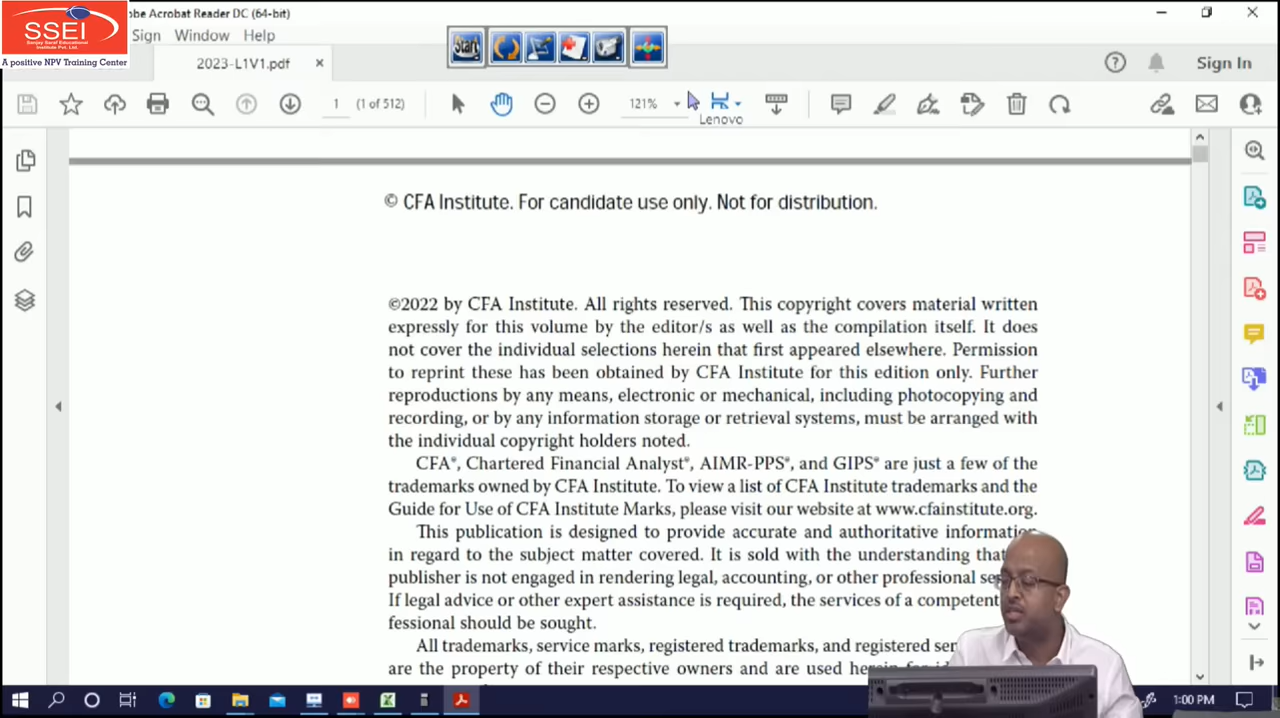 SSEI
Sanjay Saraf Educational
Institute Pvt. Ltd.
A positive NPV Training Center
dobe Acrobat Reader DC (64-bit)
Sign Window Help
Start
2023-L1V1.pdf ×
Sign In
1 (1 of 512)
121%
Lenovo
© CFA Institute. For candidate use only. Not for distribution.
©2022 by CFA Institute. All rights reserved. This copyright covers material written
expressly for this volume by the editor/s as well as the compilation itself. It does
not cover the individual selections herein that first appeared elsewhere. Permission
to reprint these has been obtained by CFA Institute for this edition only. Further
reproductions by any means, electronic or mechanical, including photocopying and
recording, or by any information storage or retrieval systems, must be arranged with
the individual copyright holders noted.
CFA®, Chartered Financial Analyst®, AIMR-PPS®, and GIPS® are just a few of the
trademarks owned by CFA Institute. To view a list of CFA Institute trademarks and the
Guide for Use of CFA Institute Marks, please visit our website at www.cfainstitute.org.
This publication is designed to provide accurate and authoritative information
in regard to the subject matter covered. It is sold with the understanding that
publisher is not engaged in rendering legal, accounting, or other professional se
If legal advice or other expert assistance is required, the services of a competent
fessional should be sought.
All trademarks, service marks, registered trademarks, and registered ser
are the property of their respective owners and are used herein for
1:00 PM